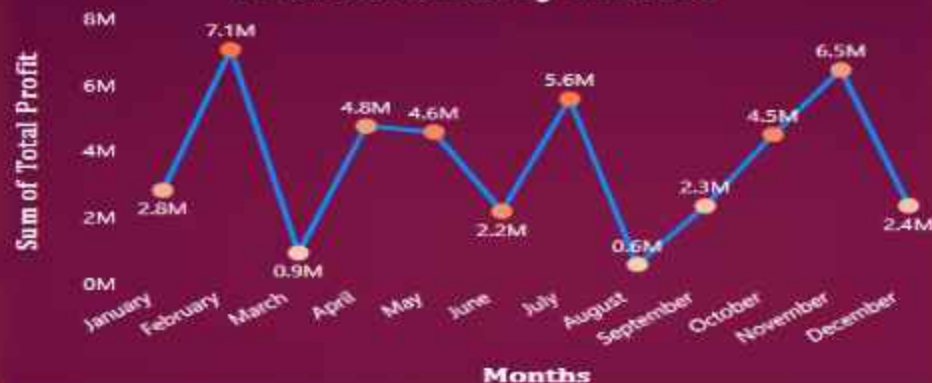 8M
7.1M
6.5M
Sum of Total Profit
6M
5.6M
4.8M
4.6M
4.5M
4M
2.8M
2.3M
2.4M
2M
2.2M
0.9M
0.6M
0M
January
February
March
April
May
June
July
August
September
October
November
December
Months